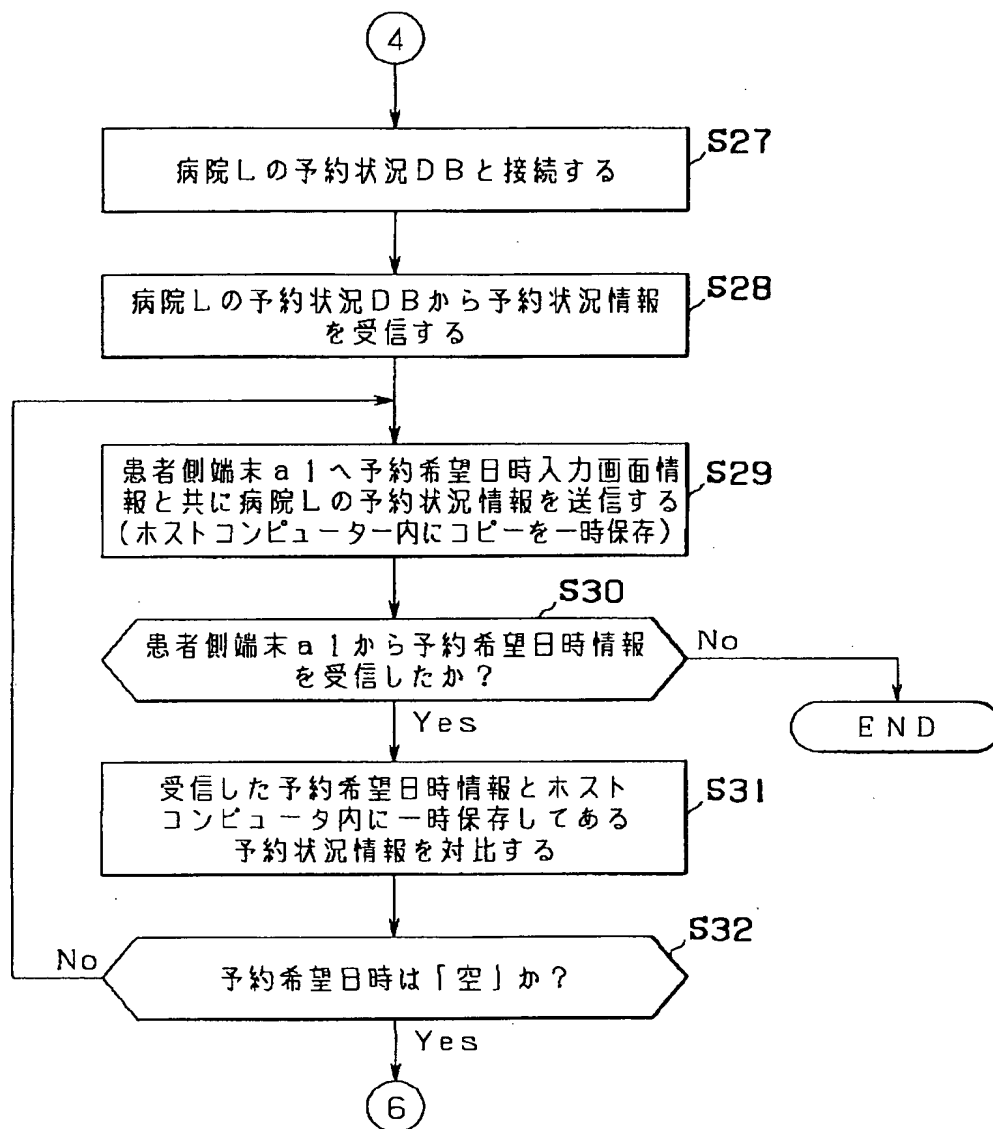 4
S27
病院Lの予約状況DBと接続する
S28
病院Lの予約状況DBから予約状況情報
を受信する
S29
患者側端末a1へ予約希望日時入力画面情
報と共に病院Lの予約状況情報を送信する
(ホストコンピューター内にコピーを一時保存)
S30
患者側端末a1から予約希望日時情報
を受信したか?
No
END
Yes
S31
受信した予約希望日時情報とホスト
コンピュータ内に一時保存してある
予約状況情報を対比する
S32
No
予約希望日時は「空」か?
Yes
6